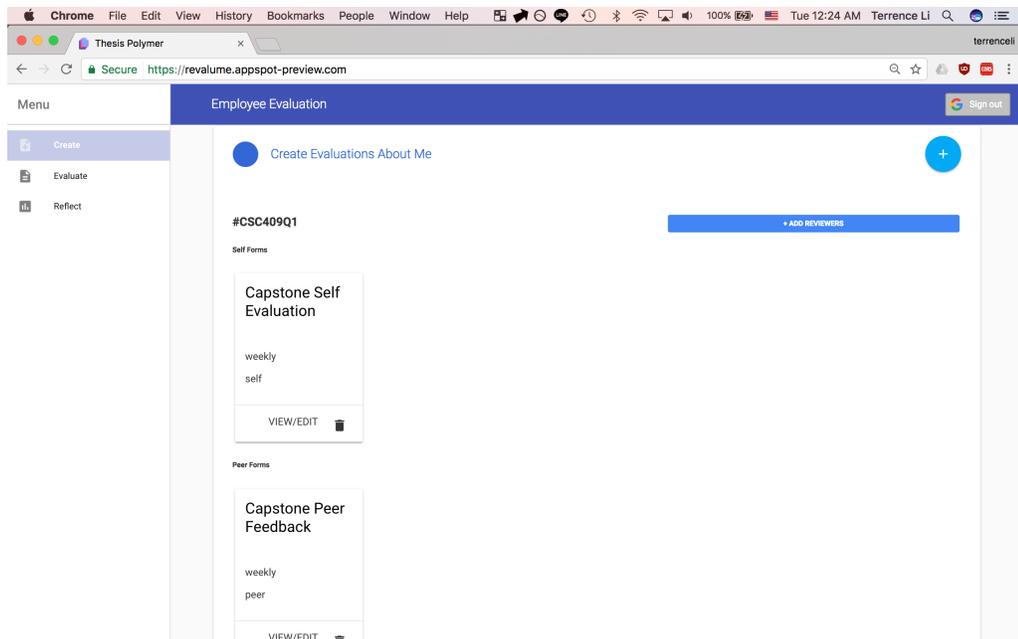 Chrome File Edit View History Bookmarks People Window Help 100% Tue 12:24 AM Terrence Li
Thesis Polymer
terrenceli
Secure https://revalume.appspot-preview.com
Menu
Employee Evaluation
Sign out
Create
Evaluate
Reflect
Create Evaluations About Me
+
#CSC409Q1
+ ADD REVIEWERS
Self Forms
Capstone Self
Evaluation
weekly
self
VIEW/EDIT
Peer Forms
Capstone Peer
Feedback
weekly
peer
VIEW/EDIT